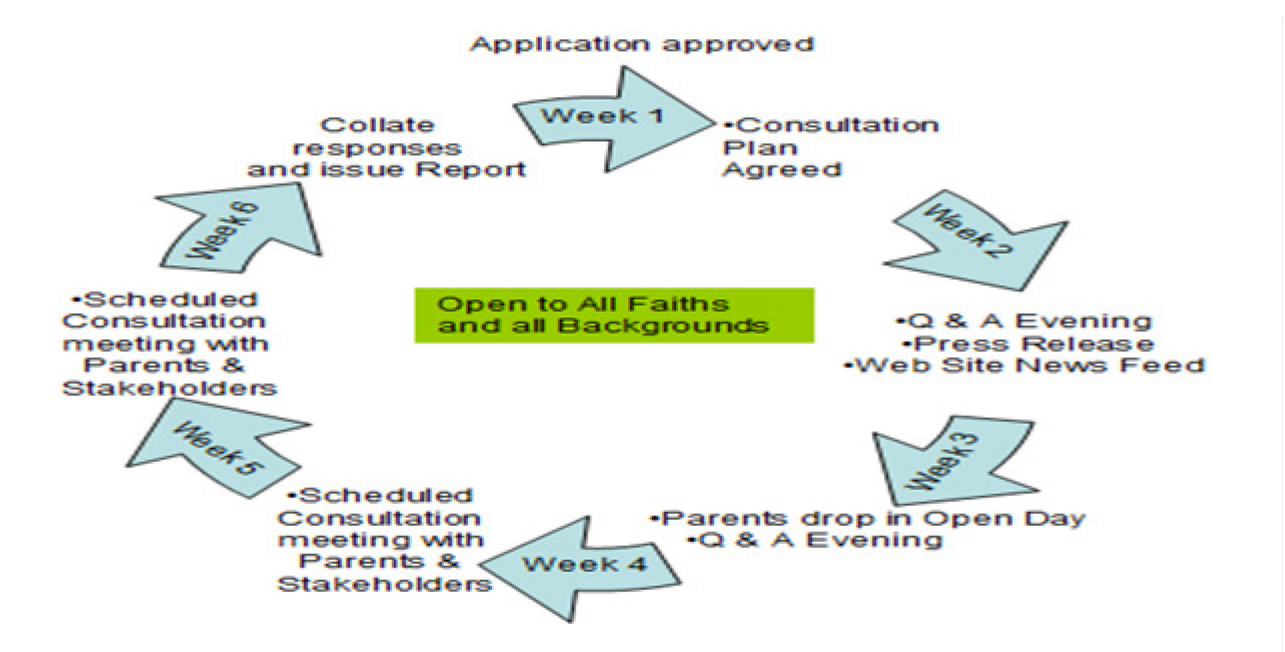 Application approved
Week 1
•Consultation
Plan
Agreed
Week 2
•Q & A Evening
•Press Release
•Web Site News Feed
Week 3
•Parents drop in Open Day
•Q & A Evening
Week 4
•Scheduled
Consultation
meeting with
Parents &
Stakeholders
Week 5
•Scheduled
Consultation
meeting with
Parents &
Stakeholders
Week 6
Collate
responses
and issue Report
Open to All Faiths
and all Backgrounds